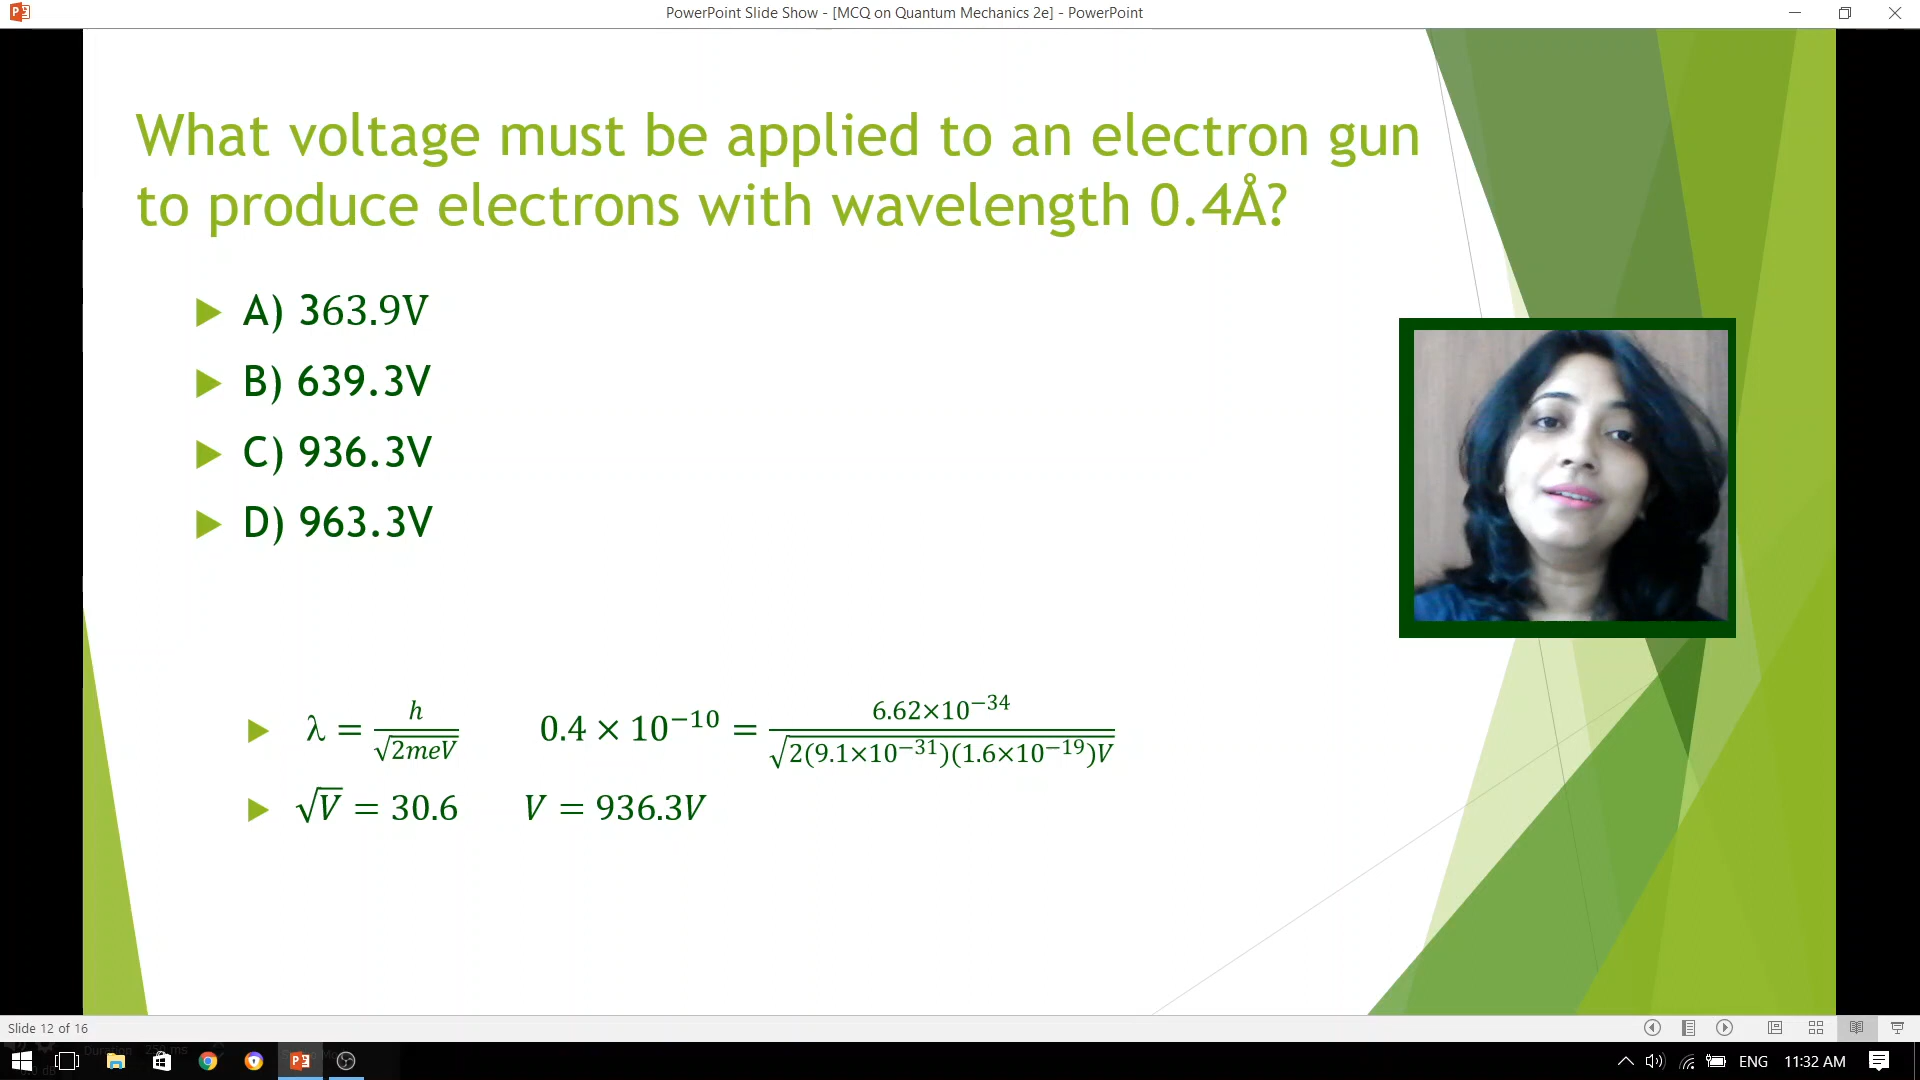 PowerPoint Slide Show - [MCQ on Quantum Mechanics 2e] - PowerPoint
What voltage must be applied to an electron gun
to produce electrons with wavelength 0.4Å?
A) 363.9V
B) 639.3V
C) 936.3V
D) 963.3V
λ = h/√2meV 0.4 × 10⁻¹⁰ = 6.62×10⁻³⁴/√2(9.1×10⁻³¹)(1.6×10⁻¹⁹)V
√V = 30.6 V = 936.3V
Slide 12 of 16
Duration 250 ms
ENG 11:32 AM